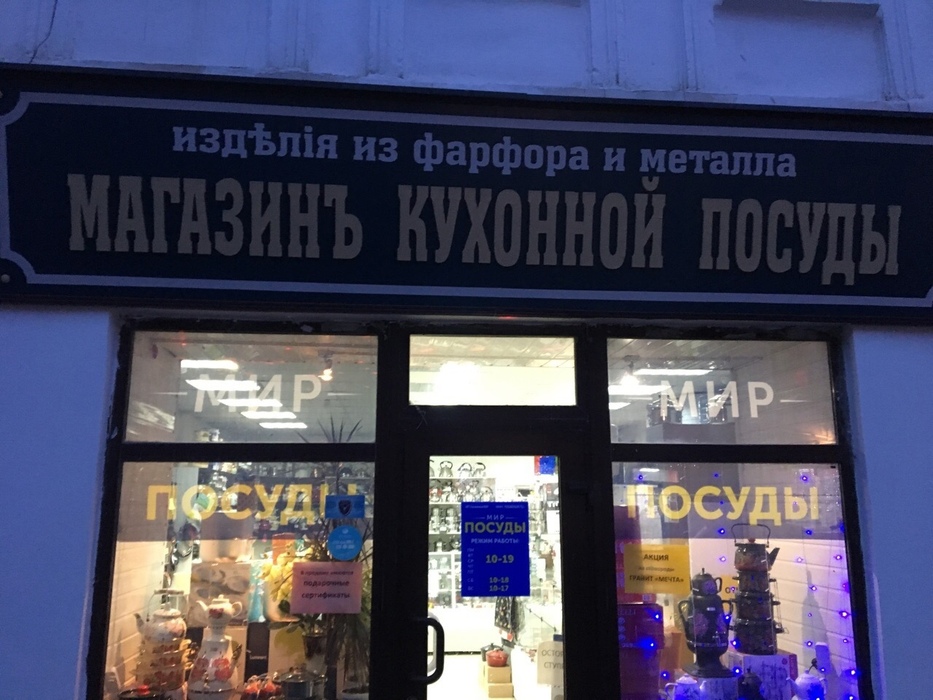 издѣлія из фарфора и металла
МАГАЗИНЪ КУХОННОЙ ПОСУДЫ
МИР
ПОСУДЫ
МИР
ПОСУДЫ
МИР
ПОСУДЫ
РЕЖИМ РАБОТЫ:
10-19
10-18
10-17
подарочные
сертификаты
АКЦИЯ
ГРАНИТ «МЕЧТА»